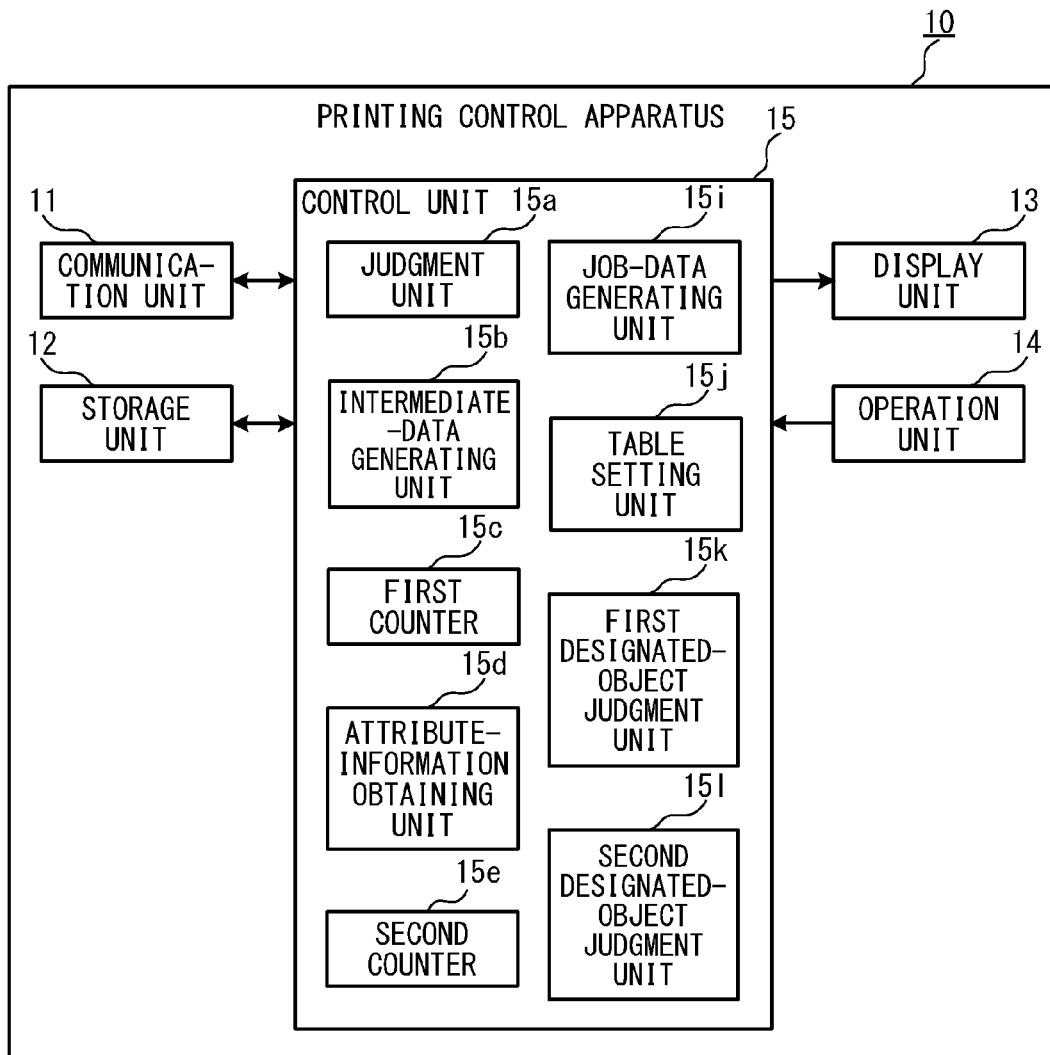 10
PRINTING CONTROL APPARATUS
15
11
COMMUNICA-
TION UNIT
12
STORAGE
UNIT
CONTROL UNIT
15a
JUDGMENT
UNIT
15b
INTERMEDIATE
-DATA
GENERATING
UNIT
15c
FIRST
COUNTER
15d
ATTRIBUTE-
INFORMATION
OBTAINING
UNIT
15e
SECOND
COUNTER
15i
JOB-DATA
GENERATING
UNIT
15j
TABLE
SETTING
UNIT
15k
FIRST
DESIGNATED-
OBJECT
JUDGMENT
UNIT
15l
SECOND
DESIGNATED-
OBJECT
JUDGMENT
UNIT
13
DISPLAY
UNIT
14
OPERATION
UNIT